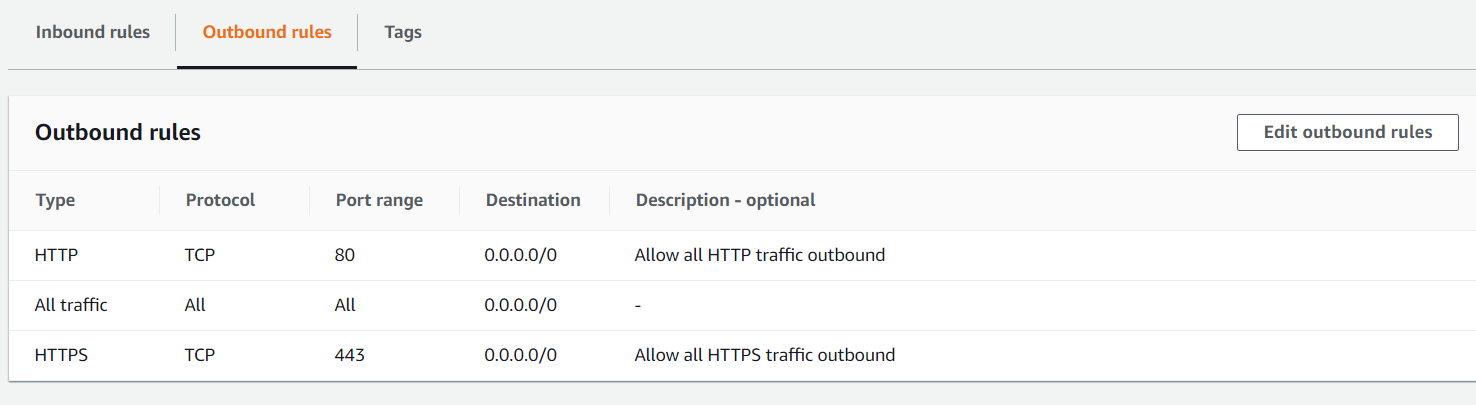 Inbound rules Outbound rules Tags
Outbound rules Edit outbound rules
Type Protocol Port range Destination Description - optional
HTTP TCP 80 0.0.0.0/0 Allow all HTTP traffic outbound
All traffic All All 0.0.0.0/0 -
HTTPS TCP 443 0.0.0.0/0 Allow all HTTPS traffic outbound